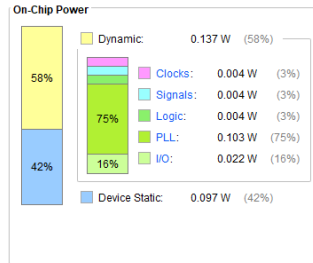 On-Chip Power
Dynamic: 0.137 W (58%)
58%
Clocks: 0.004 W (3%)
Signals: 0.004 W (3%)
Logic: 0.004 W (3%)
75%
PLL: 0.103 W (75%)
16%
I/O: 0.022 W (16%)
42%
Device Static: 0.097 W (42%)